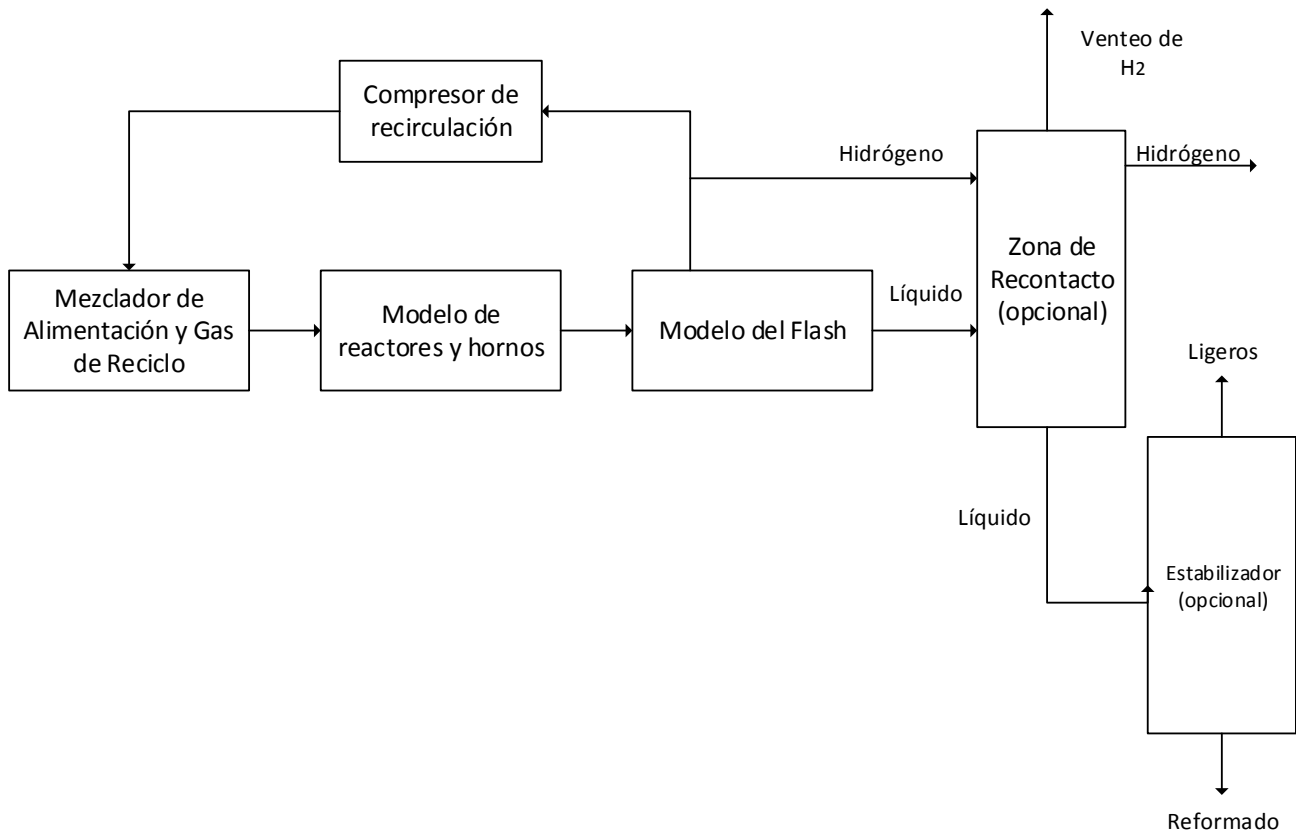 Venteo de
H2
Compresor de
recirculación
Hidrógeno
Hidrógeno
Zona de
Recontacto
(opcional)
Mezclador de
Alimentación y Gas
de Reciclo
Modelo de
reactores y hornos
Modelo del Flash
Líquido
Ligeros
Líquido
Estabilizador
(opcional)
Reformado